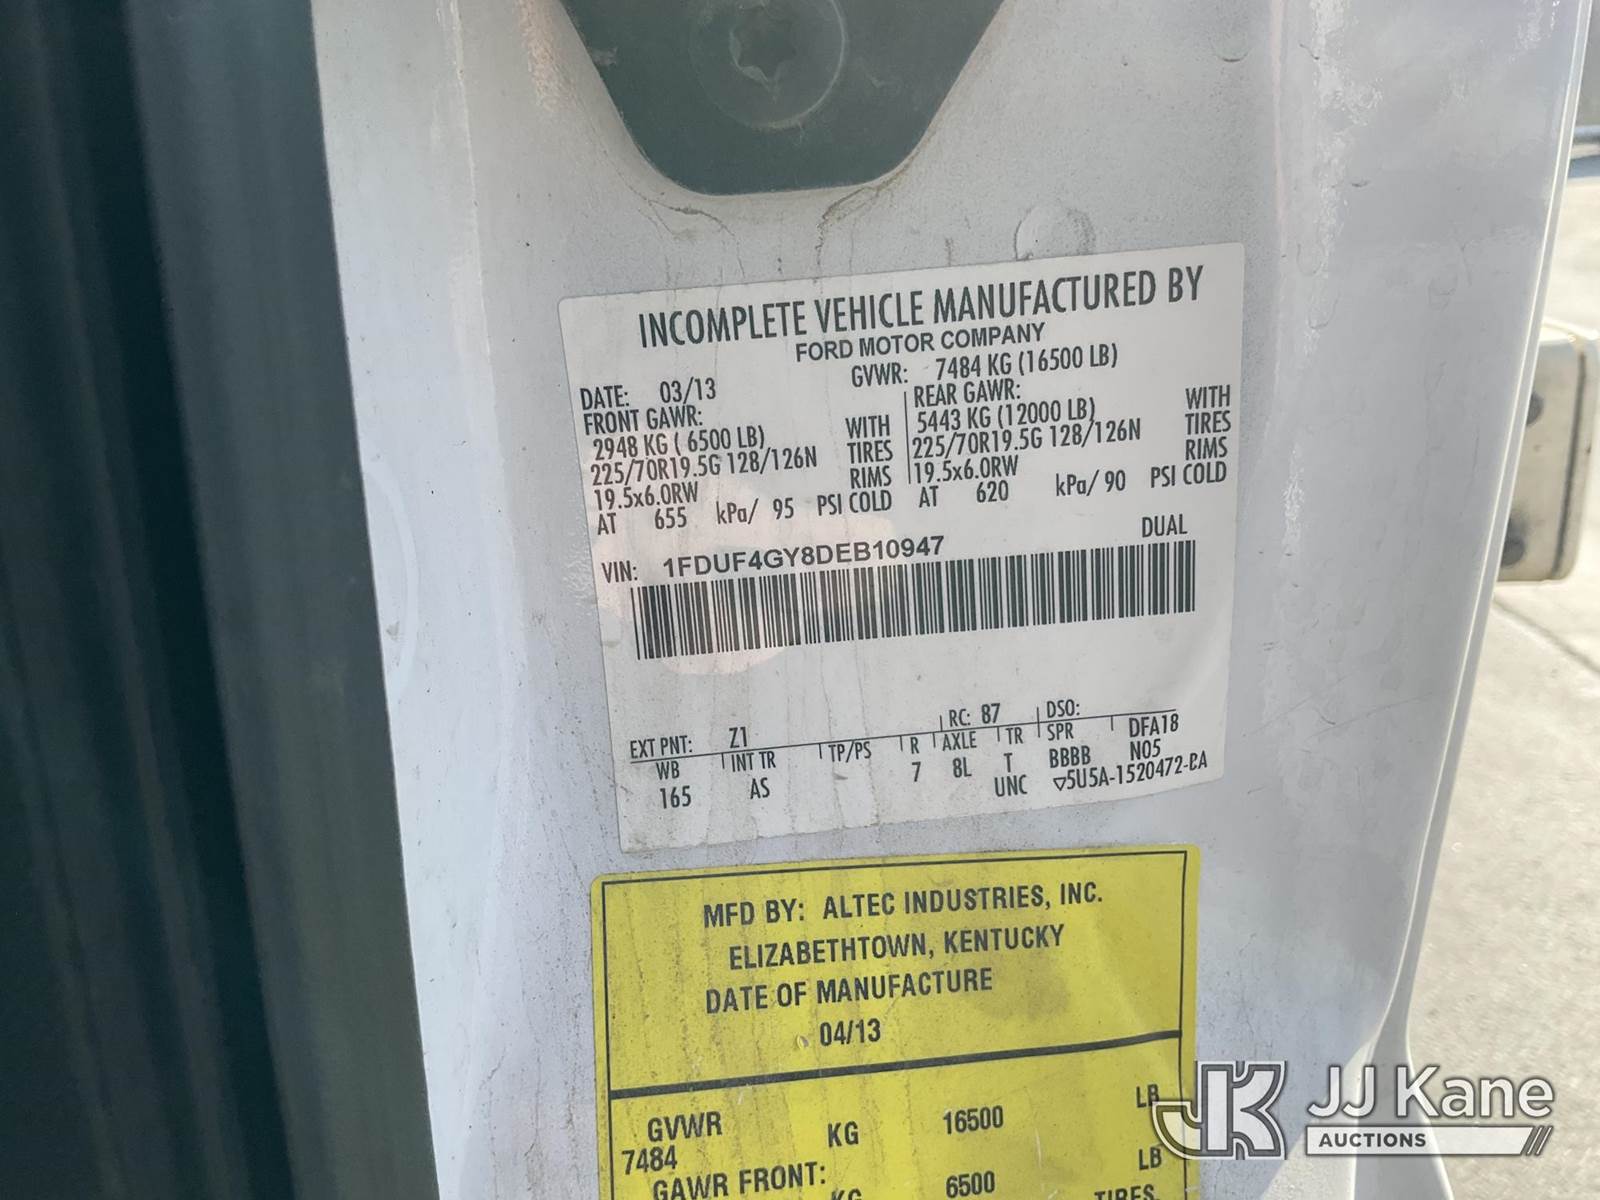 INCOMPLETE VEHICLE MANUFACTURED BY
FORD MOTOR COMPANY
DATE: 03/13 GVWR: 7484 KG (16500 LB)
FRONT GAWR: REAR GAWR:
2948 KG ( 6500 LB) WITH 5443 KG (12000 LB) WITH
225/70R19.5G 128/126N TIRES 225/70R19.5G 128/126N TIRES
19.5x6.0RW RIMS 19.5x6.0RW RIMS
AT 655 kPa/ 95 PSI COLD AT 620 kPa/ 90 PSI COLD
VIN: 1FDUF4GY8DEB10947 DUAL
EXT PNT: Z1 RC: 87 DSO:
WB INT TR TP/PS R AXLE TR SPR DFA18
165 AS 7 8L T BBBB N05
UNC ▽5U5A-1520472-BA
MFD BY: ALTEC INDUSTRIES, INC.
ELIZABETHTOWN, KENTUCKY
DATE OF MANUFACTURE
04/13
GVWR KG 16500 LB
7484
GAWR FRONT: KG 6500 LB
TIRES.
JJ Kane
AUCTIONS